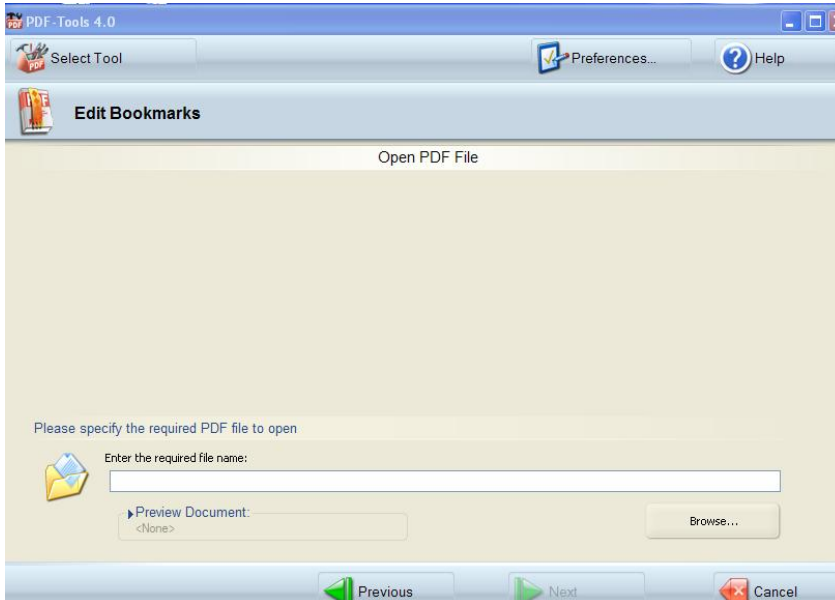 PDF-Tools 4.0
Select Tool
Preferences...
Help
Edit Bookmarks
Open PDF File
Please specify the required PDF file to open
Enter the required file name:
Preview Document:
<None>
Browse...
Previous
Next
Cancel